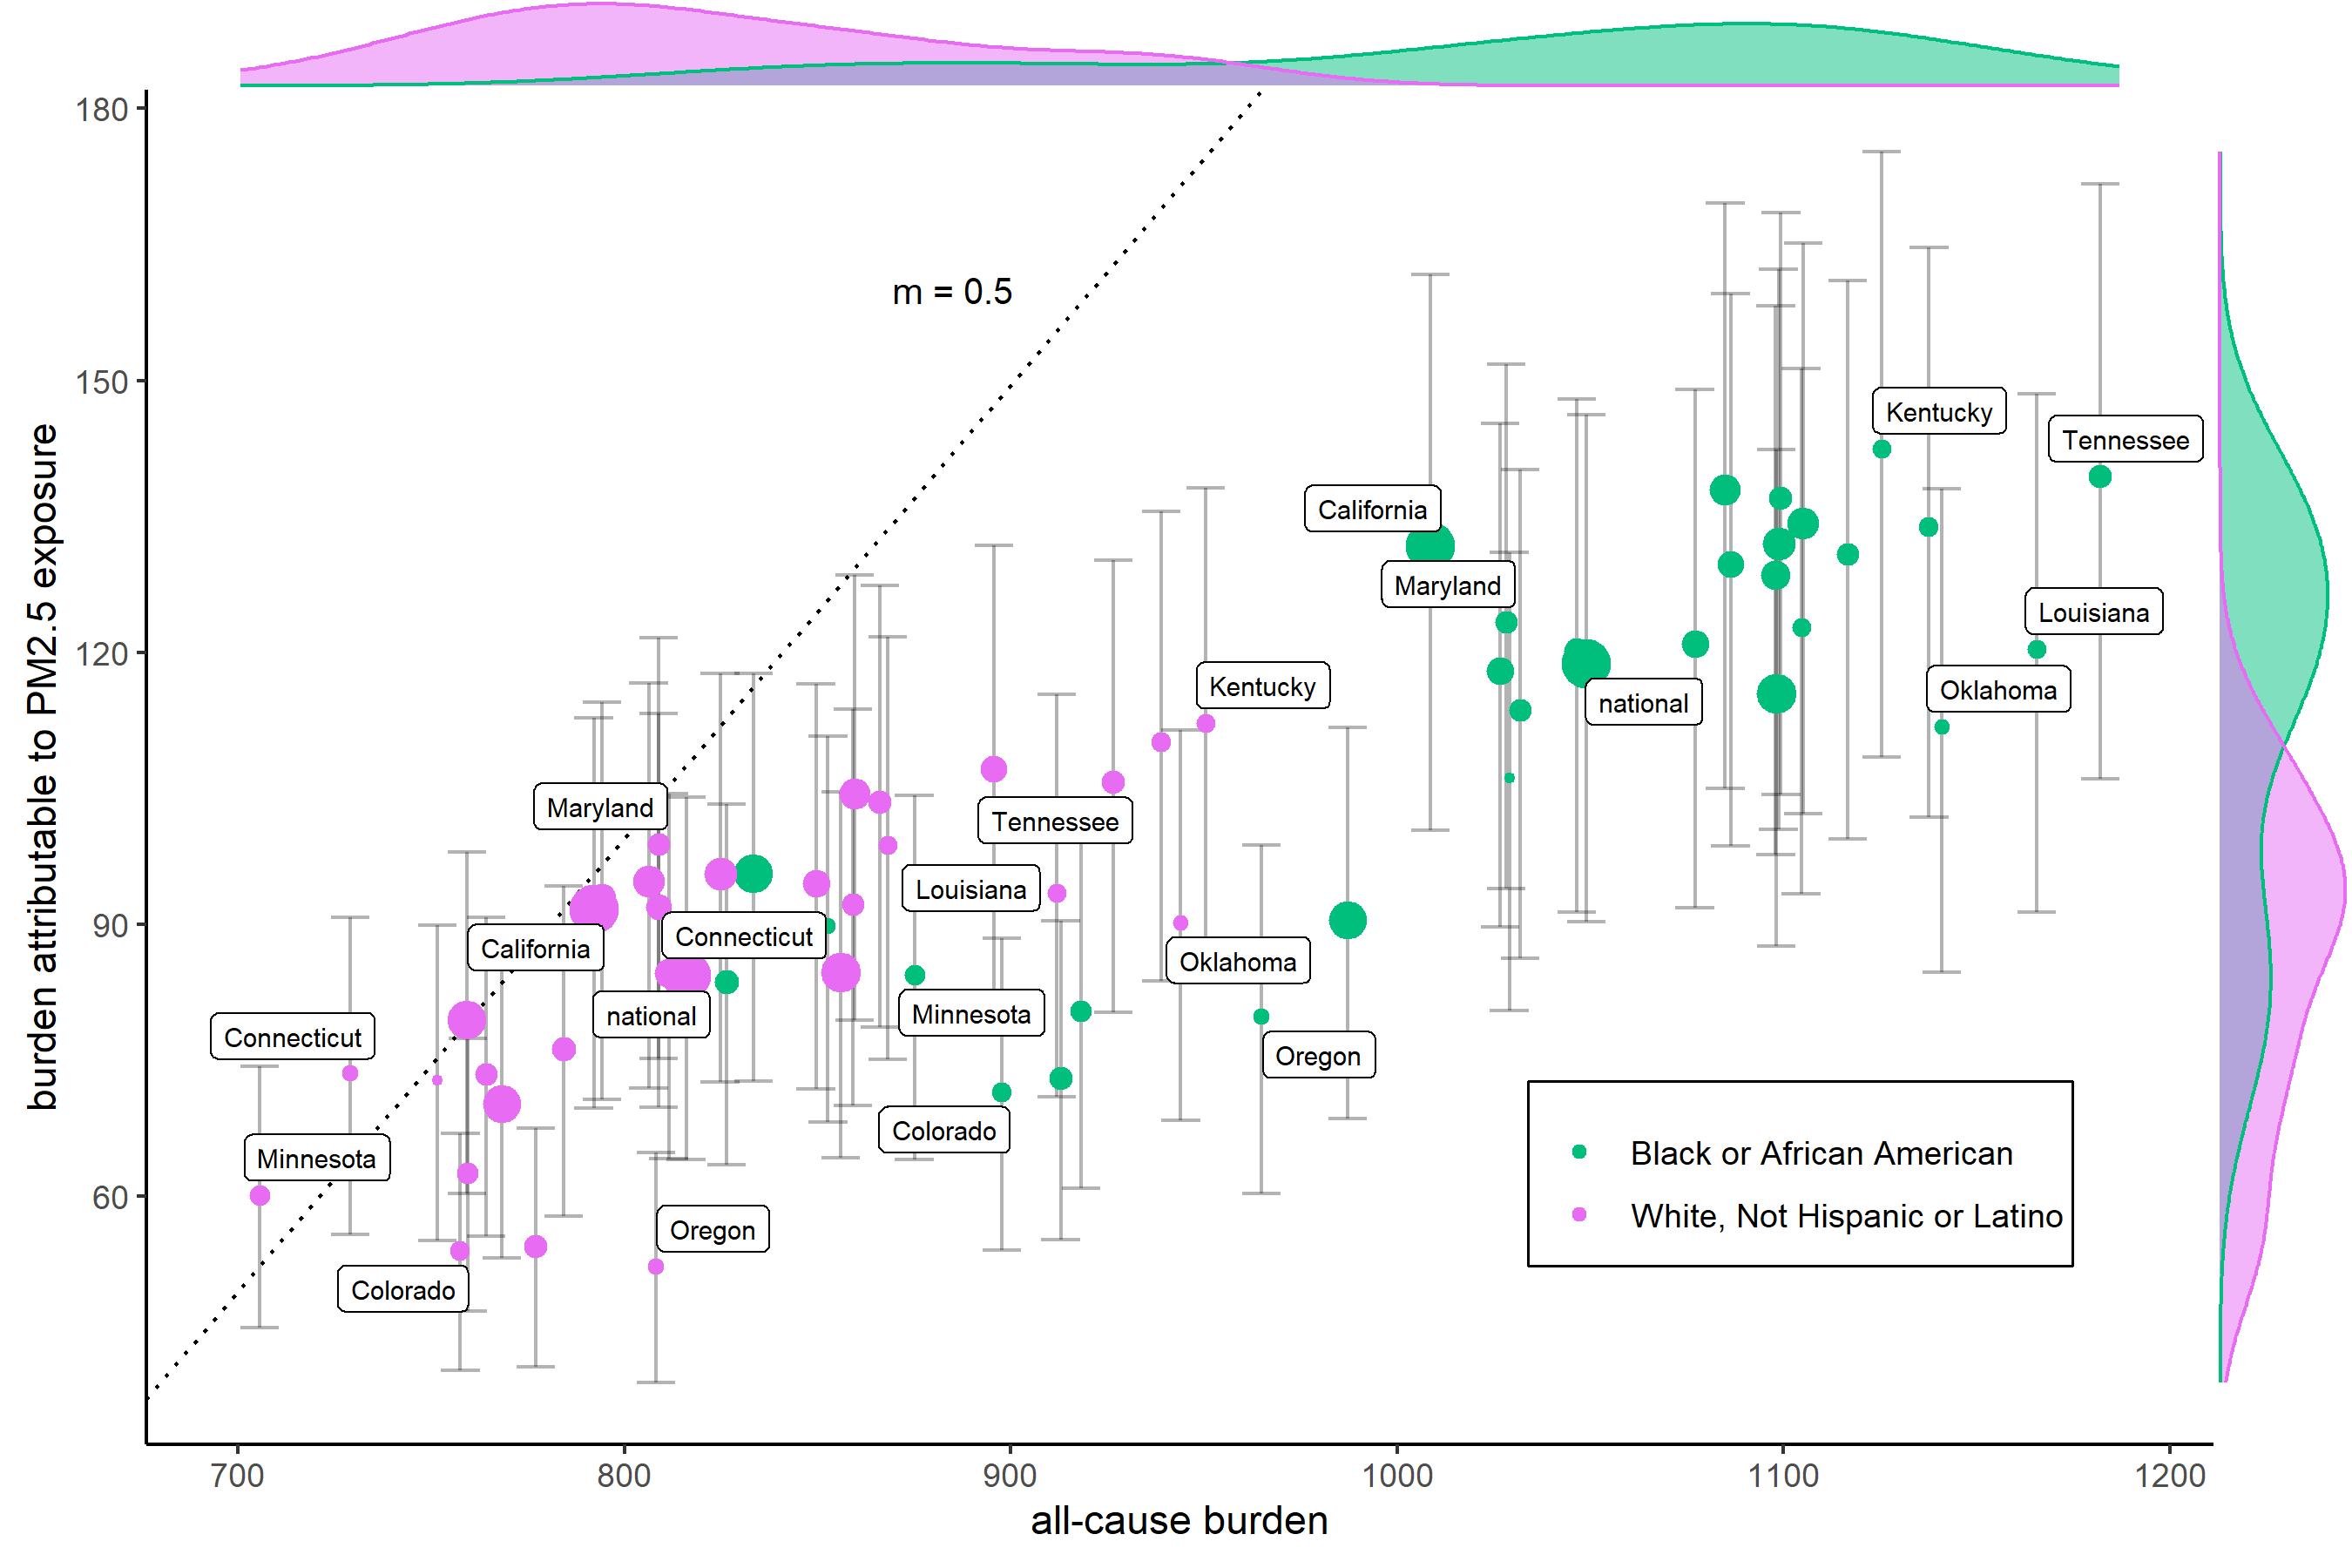 180
m = 0.5
150
Kentucky
Tennessee
California
Maryland
Louisiana
120
Kentucky
Oklahoma
national
Maryland
Tennessee
Louisiana
90
Connecticut
California
Oklahoma
national
Minnesota
Connecticut
Oregon
Colorado
Minnesota
Black or African American
60
White, Not Hispanic or Latino
Oregon
Colorado
burden attributable to PM2.5 exposure
700
800
900
1000
1100
1200
all-cause burden